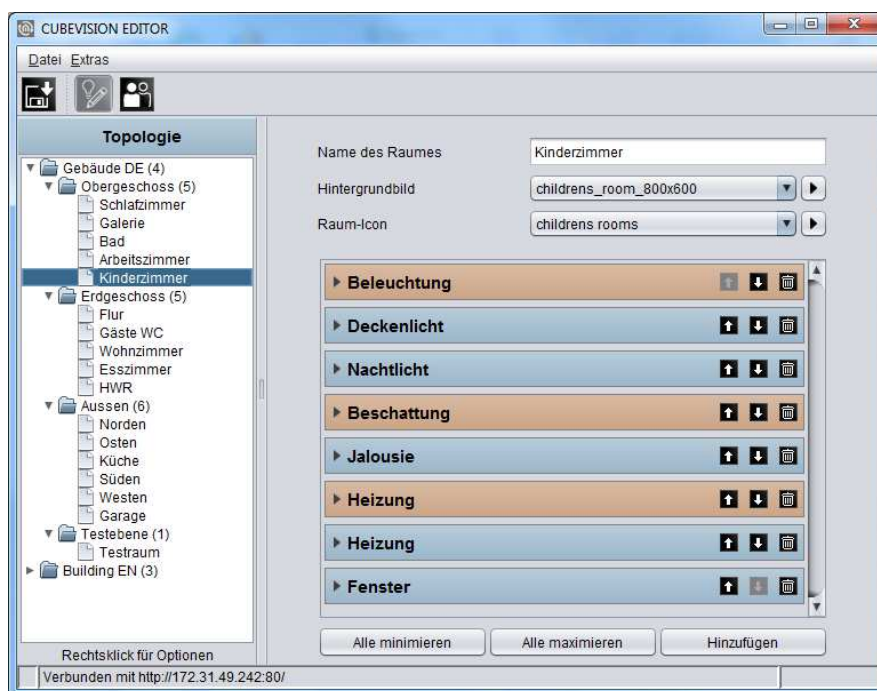 CUBEVISION EDITOR
Datei Extras
Topologie
Gebäude DE (4)
Obergeschoss (5)
Schlafzimmer
Galerie
Bad
Arbeitszimmer
Kinderzimmer
Erdgeschoss (5)
Flur
Gäste WC
Wohnzimmer
Esszimmer
HWR
Aussen (6)
Norden
Osten
Küche
Süden
Westen
Garage
Testebene (1)
Testraum
Building EN (3)
Rechtsklick für Optionen
Name des Raumes Kinderzimmer
Hintergrundbild childrens_room_800x600
Raum-Icon childrens rooms
Beleuchtung
Deckenlicht
Nachtlicht
Beschattung
Jalousie
Heizung
Heizung
Fenster
Alle minimieren Alle maximieren Hinzufügen
Verbunden mit http://172.31.49.242:80/